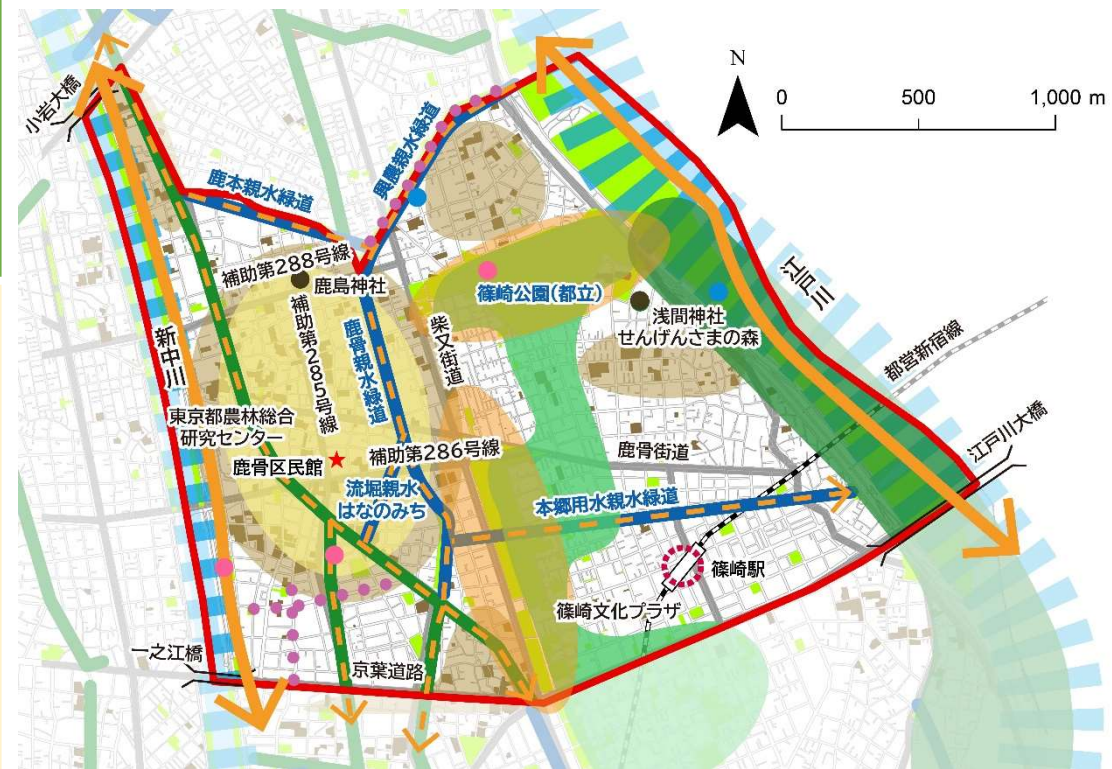 N
0 500 1,000 m
小岩大橋
鹿本親水緑道
興農親水緑道
補助第288号線
鹿島神社
補助第285号線
新中川
鹿骨親水緑道
柴又街道
篠崎公園(都立)
浅間神社
せんげんさまの森
江戸川
都営新宿線
江戸川大橋
東京都農林総合
研究センター
鹿骨区民館
補助第286号線
鹿骨街道
流堀親水
はなのみち
本郷用水親水緑道
篠崎駅
篠崎文化プラザ
一之江橋
京葉道路